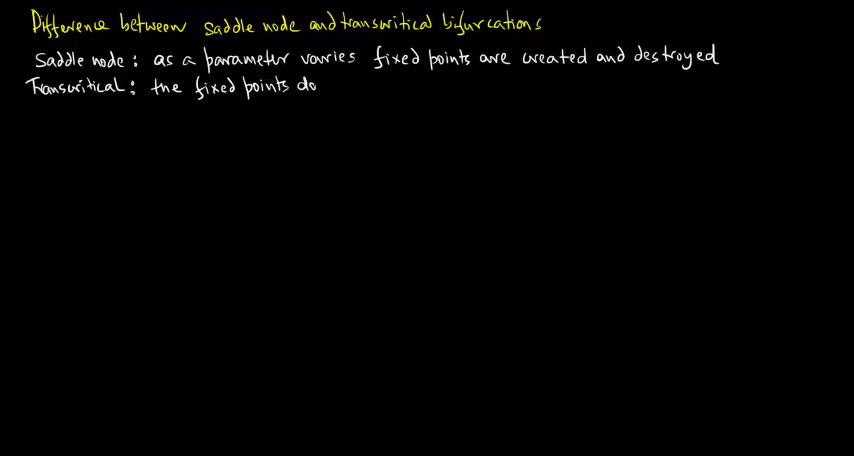 Difference between saddle node and transcritical bifurcations
Saddle node: as a parameter varies fixed points are created and destroyed
Transcritical: the fixed points do